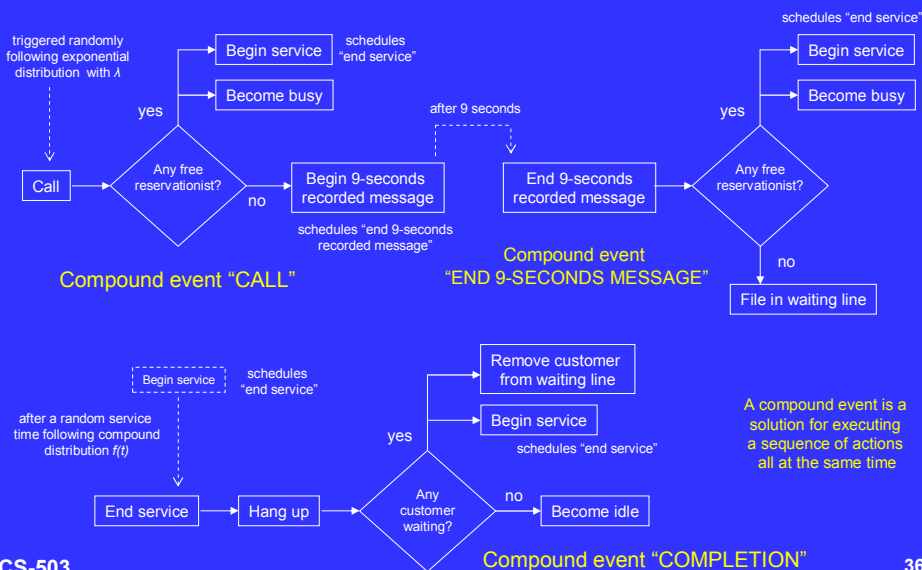 triggered randomly
following exponential
distribution with λ
Call
Any free
reservationist?
yes
Begin service
schedules
“end service”
Become busy
no
Begin 9-seconds
recorded message
schedules “end 9-seconds
recorded message”
Compound event “CALL”
after 9 seconds
End 9-seconds
recorded message
Any free
reservationist?
yes
schedules “end service”
Begin service
Become busy
no
File in waiting line
Compound event
“END 9-SECONDS MESSAGE”
Begin service
schedules
“end service”
after a random service
time following compound
distribution f(t)
End service
Hang up
Any
customer
waiting?
yes
Remove customer
from waiting line
Begin service
schedules “end service”
no
Become idle
Compound event “COMPLETION”
A compound event is a
solution for executing
a sequence of actions
all at the same time
CS-503
36